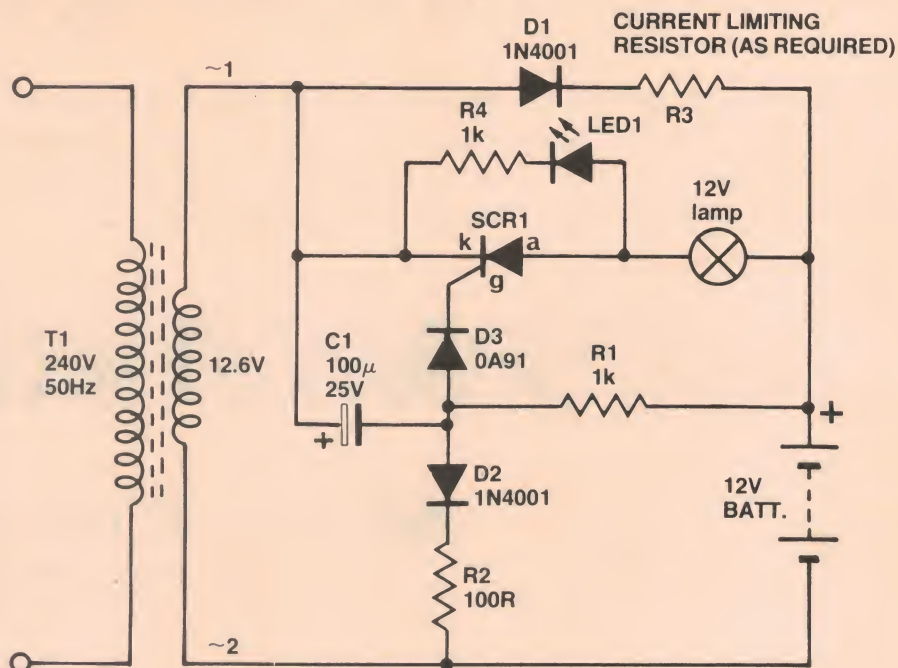 CURRENT LIMITING
RESISTOR (AS REQUIRED)
D1
1N4001
~1
R3
R4
1k
LED1
12V
lamp
SCR1
k
a
g
T1
240V
50Hz
12.6V
C1
100μ
25V
+
D3
0A91
R1
1k
+
D2
1N4001
12V
BATT.
R2
100R
~2